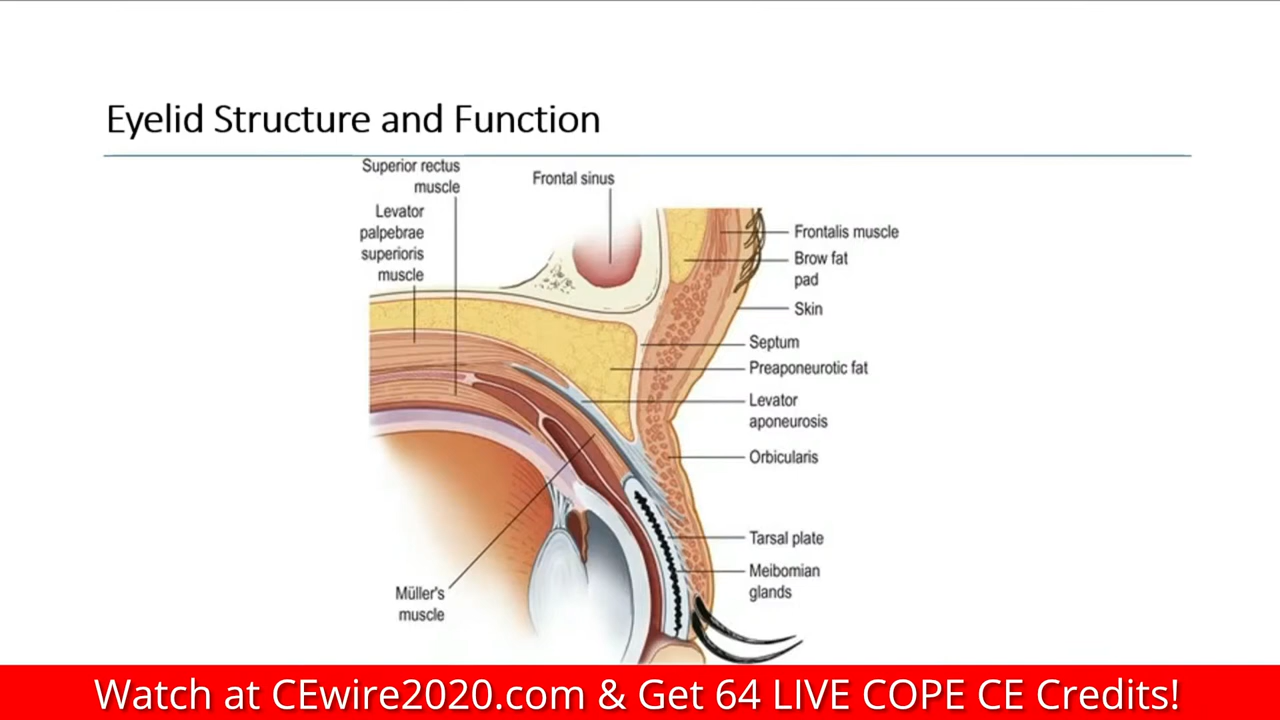 Eyelid Structure and Function
Superior rectus
muscle
Frontal sinus
Levator
palpebrae
superioris
muscle
Frontalis muscle
Brow fat
pad
Skin
Septum
Preaponeurotic fat
Levator
aponeurosis
Orbicularis
Tarsal plate
Meibomian
glands
Müller's
muscle
Watch at CEwire2020.com & Get 64 LIVE COPE CE Credits!